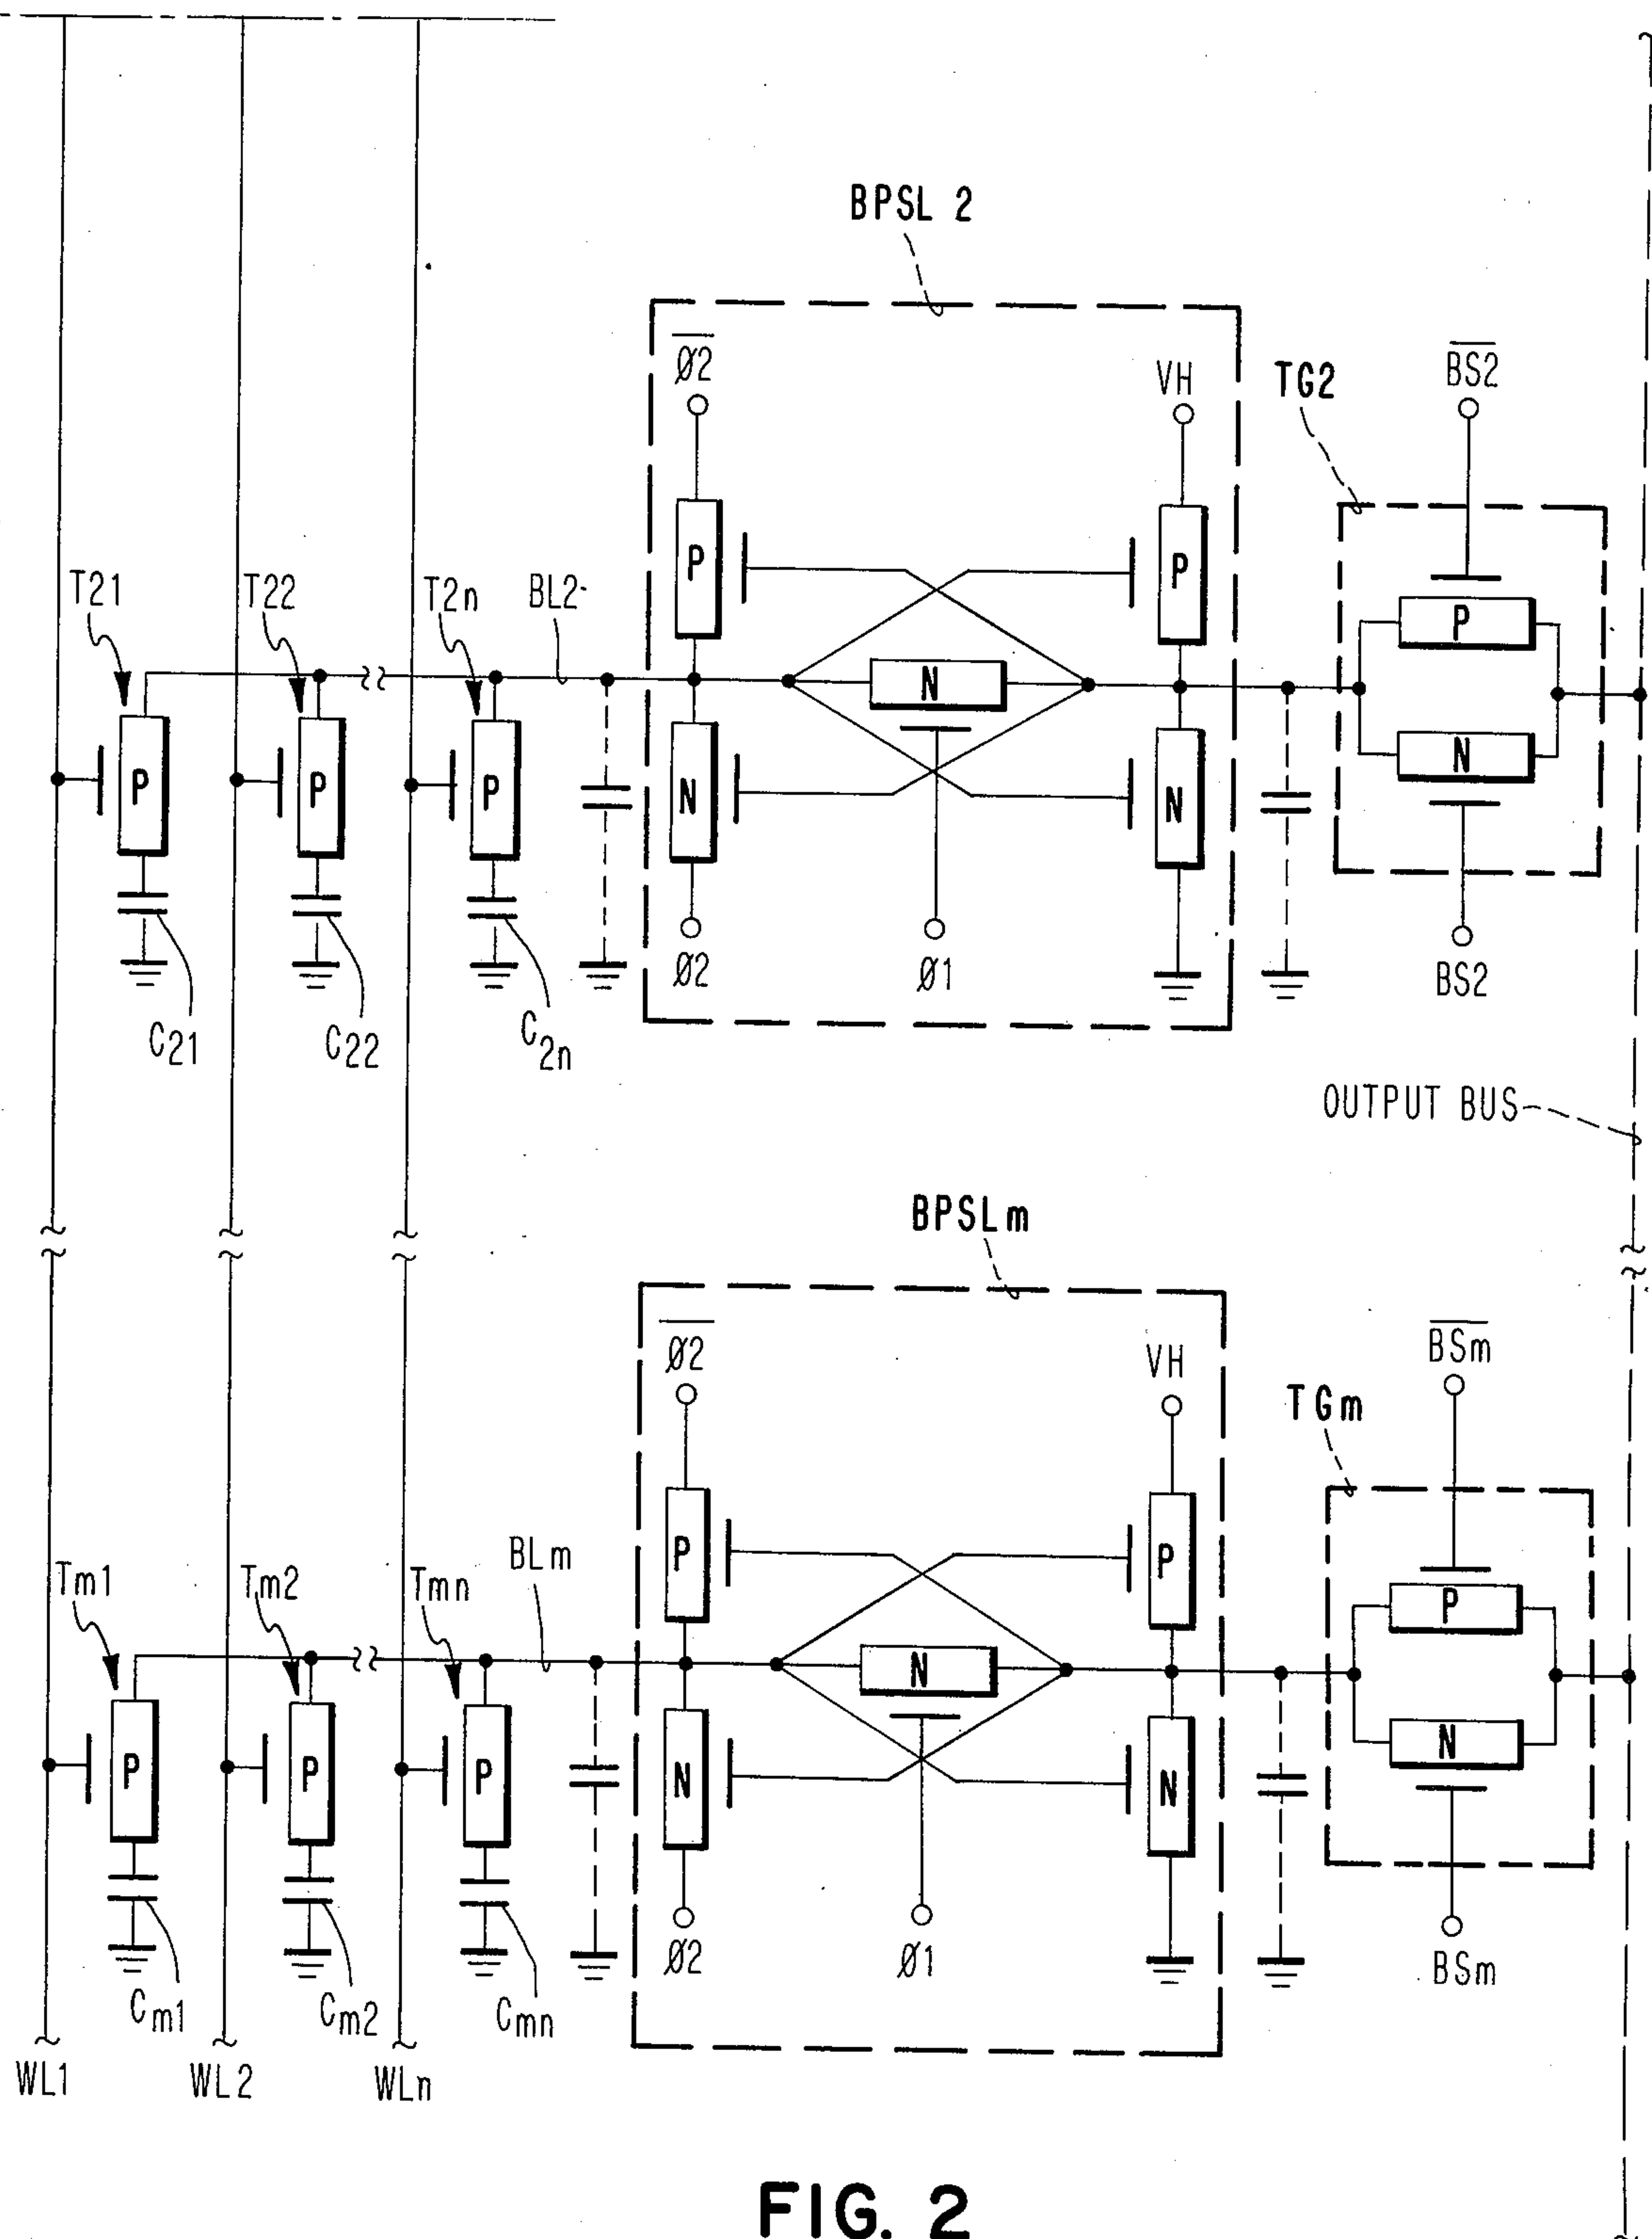 BPSL 2
Ø2
VH
TG2
BS2
P
P
P
T21
T22
T2n
BL2
N
N
P
P
P
N
N
Ø2
Ø1
BS2
C21
C22
C2n
OUTPUT BUS
BPSLm
Ø2
VH
BSm
TGm
P
P
P
Tm1
Tm2
Tmn
BLm
N
N
P
P
P
N
N
Ø2
Ø1
BSm
Cm1
Cm2
Cmn
WL1
WL2
WLn
FIG. 2